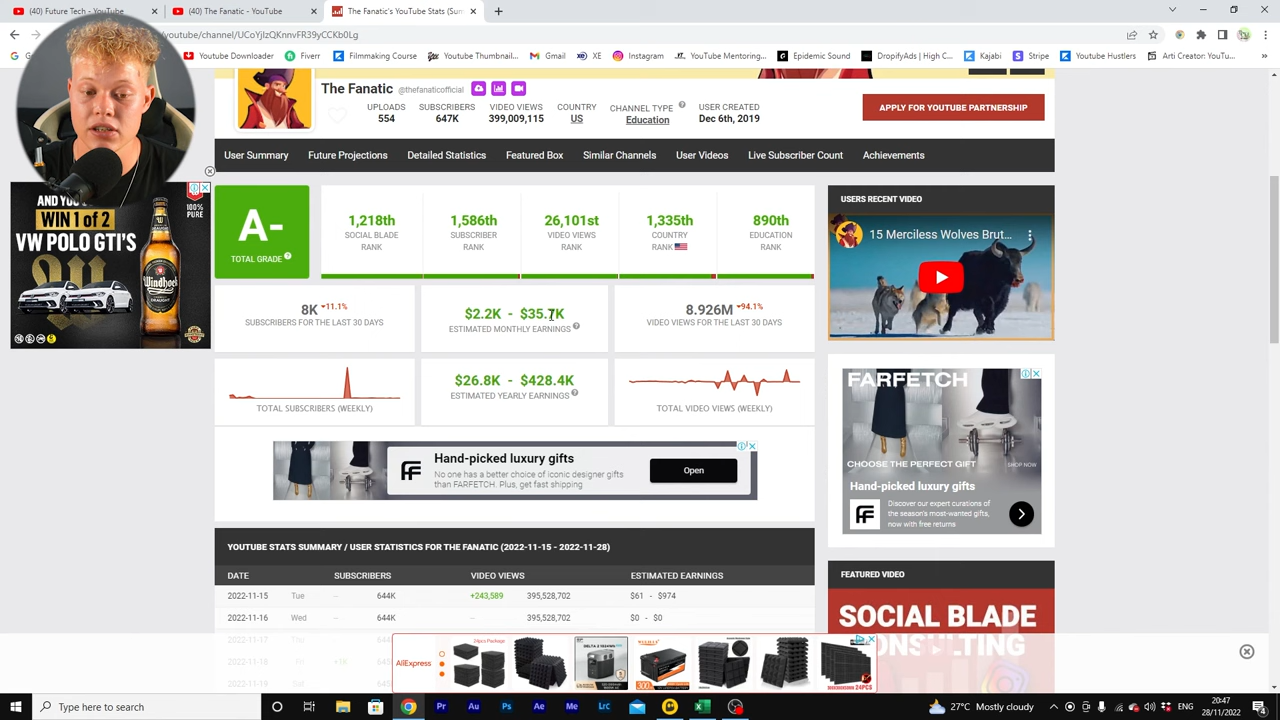 (40) Future Tech - YouTube
(40) The Fanatic - YouTube
The Fanatic's YouTube Stats (Sum
youtube/channel/UCoYjIzQKnnvFR39yCCKb0Lg
Youtube Downloader
Fiverr
Filmmaking Course
Youtube Thumbnail...
Gmail
XE
Instagram
YouTube Mentoring...
Epidemic Sound
DropifyAds | High C...
Kajabi
Stripe
Youtube Hustlers
Arti Creator: YouTu...
The Fanatic @thefanaticofficial
UPLOADS
554
SUBSCRIBERS
647K
VIDEO VIEWS
399,009,115
COUNTRY
US
CHANNEL TYPE
Education
USER CREATED
Dec 6th, 2019
APPLY FOR YOUTUBE PARTNERSHIP
User Summary
Future Projections
Detailed Statistics
Featured Box
Similar Channels
User Videos
Live Subscriber Count
Achievements
AND YOU
WIN 1 of 2
VW POLO GTI'S
100%
PURE
Windhoek
A-
TOTAL GRADE
1,218th
SOCIAL BLADE
RANK
1,586th
SUBSCRIBER
RANK
26,101st
VIDEO VIEWS
RANK
1,335th
COUNTRY
RANK
890th
EDUCATION
RANK
8K 11.1%
SUBSCRIBERS FOR THE LAST 30 DAYS
$2.2K - $35.7K
ESTIMATED MONTHLY EARNINGS
8.926M 94.1%
VIDEO VIEWS FOR THE LAST 30 DAYS
TOTAL SUBSCRIBERS (WEEKLY)
$26.8K - $428.4K
ESTIMATED YEARLY EARNINGS
TOTAL VIDEO VIEWS (WEEKLY)
USERS RECENT VIDEO
15 Merciless Wolves Brut...
Hand-picked luxury gifts
No one has a better choice of iconic designer gifts
than FARFETCH. Plus, get fast shipping
Open
FARFETCH
CHOOSE THE PERFECT GIFT
SHOP NOW
Hand-picked luxury gifts
Discover our expert curations of
the season's most-wanted gifts,
now with free returns
YOUTUBE STATS SUMMARY / USER STATISTICS FOR THE FANATIC (2022-11-15 - 2022-11-28)
DATE
SUBSCRIBERS
VIDEO VIEWS
ESTIMATED EARNINGS
2022-11-15 Tue -- 644K +243,589 395,528,702 $61 - $974
2022-11-16 Wed -- 644K -- 395,528,702 $0 - $0
2022-11-17 Thu
2022-11-18 Fri +1K
2022-11-19 Sat
FEATURED VIDEO
SOCIAL BLADE
CONSULTING
AliExpress
24pcs Package
DELTA 2
24PCS
Type here to search
27°C Mostly cloudy
ENG
20:47
28/11/2022